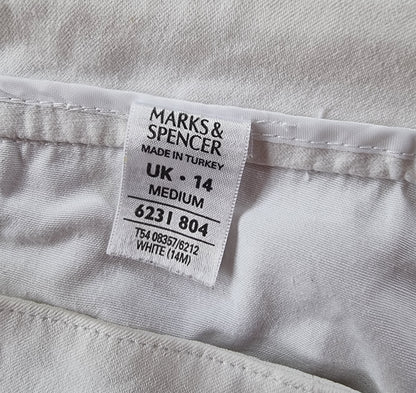 MARKS &
SPENCER
MADE IN TURKEY
UK • 14
MEDIUM
6231 804
T54 08357/6212
WHITE (14M)